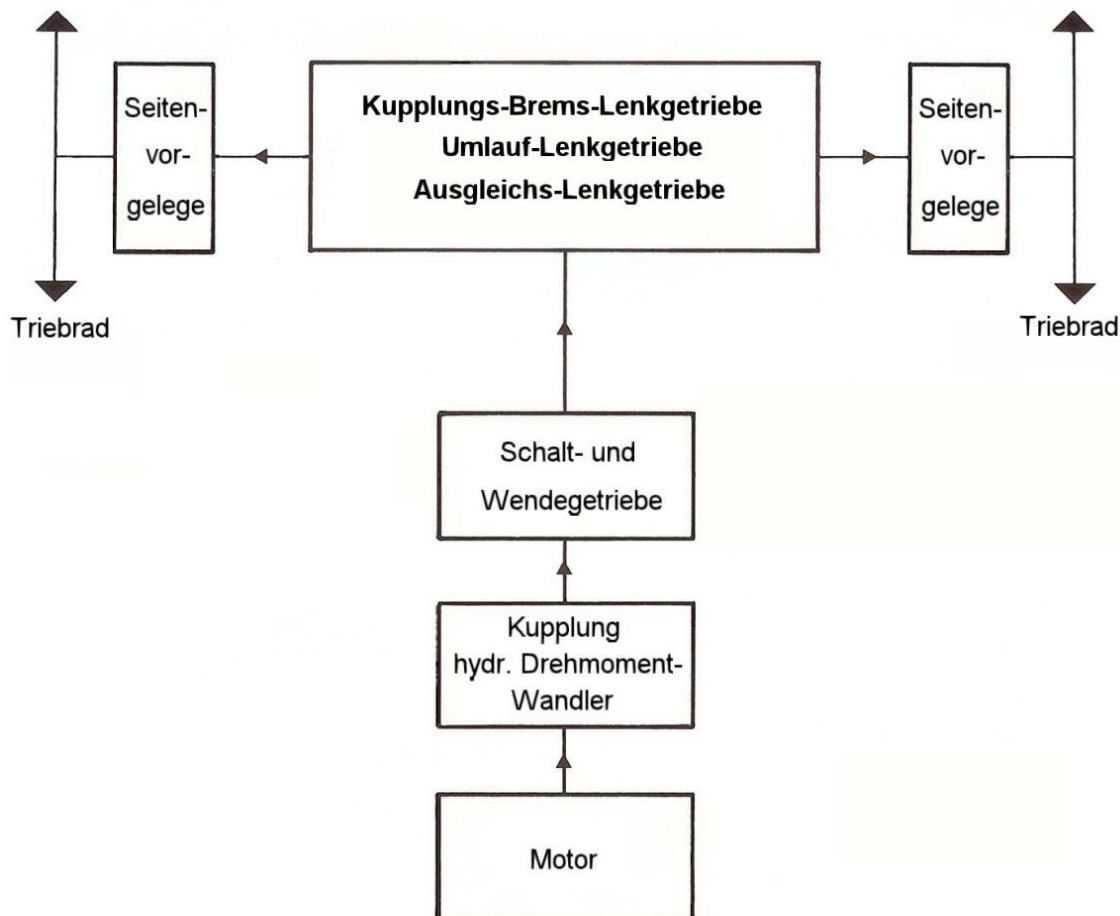 Seiten-
vor-
gelege
Kupplungs-Brems-Lenkgetriebe
Umlauf-Lenkgetriebe
Ausgleichs-Lenkgetriebe
Seiten-
vor-
gelege
Triebrad
Triebrad
Schalt- und
Wendegetriebe
Kupplung
hydr. Drehmoment-
Wandler
Motor